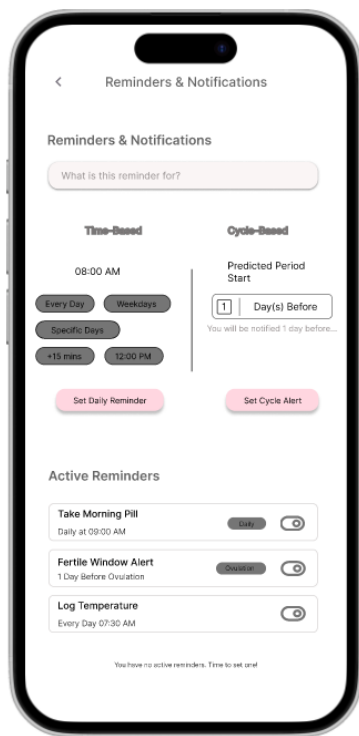 Reminders & Notifications
Reminders & Notifications
What is this reminder for?
Time-Based
08:00 AM
Every Day
Weekdays
Specific Days
+15 mins
12:00 PM
Set Daily Reminder
Cycle-Based
Predicted Period
Start
1 Day(s) Before
You will be notified 1 day before...
Set Cycle Alert
Active Reminders
Take Morning Pill
Daily at 09:00 AM
Daily
Fertile Window Alert
1 Day Before Ovulation
Ovulation
Log Temperature
Every Day 07:30 AM
You have no active reminders. Time to set one!